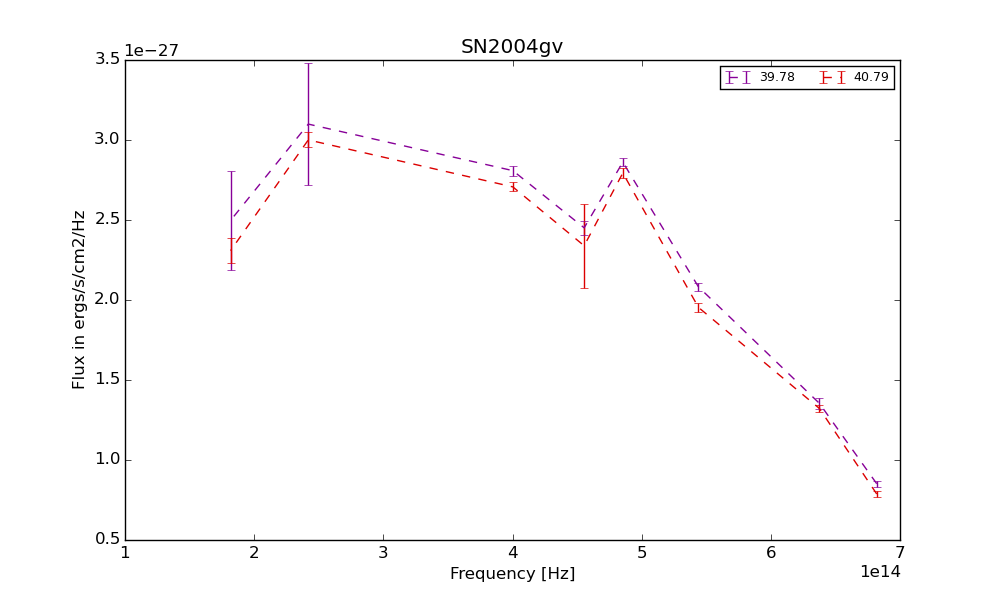 SN2004gv
1e−27
39.78 40.79
3.5
3.0
2.5
2.0
1.5
1.0
0.5
Flux in ergs/s/cm2/Hz
1 2 3 4 5 6 7
1e14
Frequency [Hz]